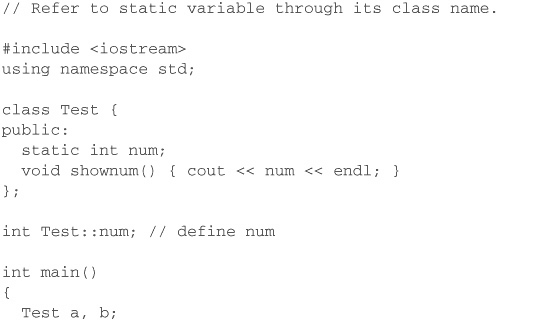 // Refer to static variable through its class name.
#include <iostream>
using namespace std;
class Test {
public:
static int num;
void shownum() { cout << num << endl; }
};
int Test::num; // define num
int main()
{
Test a, b;